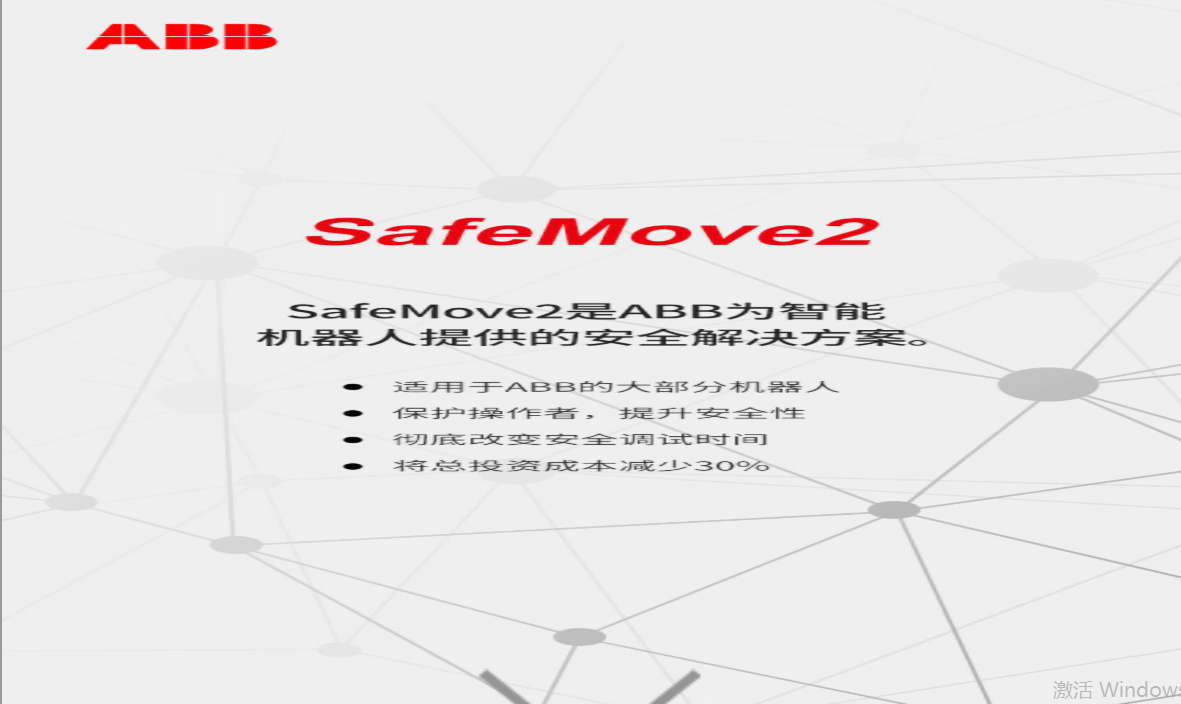 ABB
SafeMove2
SafeMove2是ABB为智能
机器人提供的安全解决方案。
● 适用于ABB的大部分机器人
● 保护操作者，提升安全性
● 彻底改变安全调试时间
● 将总投资成本减少30%
激活 Windows